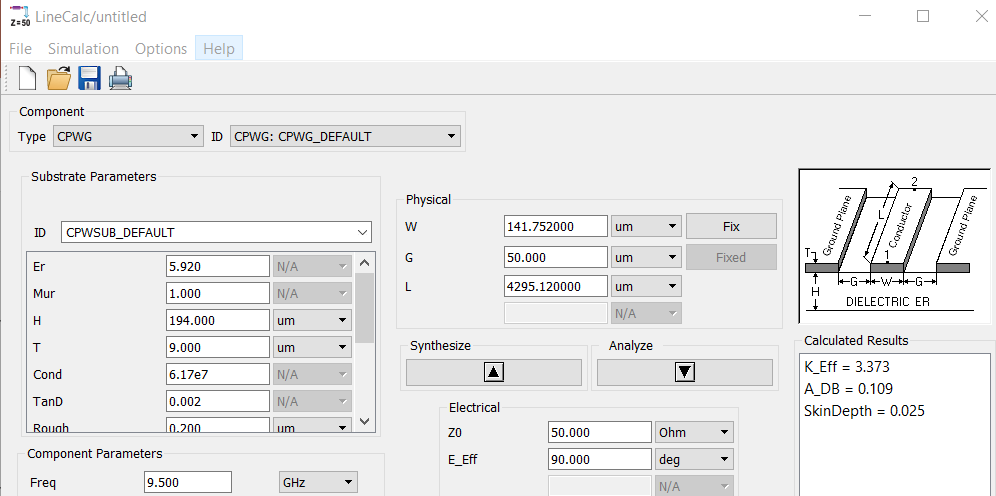 Z=50 LineCalc/untitled
File Simulation Options Help
Component
Type CPWG ID CPWG: CPWG_DEFAULT
Substrate Parameters
ID CPWSUB_DEFAULT
Er 5.920 N/A
Mur 1.000 N/A
H 194.000 um
T 9.000 um
Cond 6.17e7 N/A
TanD 0.002 N/A
Rough 0.200 um
Component Parameters
Freq 9.500 GHz
Physical
W 141.752000 um Fix
G 50.000 um Fixed
L 4295.120000 um
N/A
Synthesize
Analyze
Electrical
Z0 50.000 Ohm
E_Eff 90.000 deg
N/A
2
Ground Plane L Conductor Ground Plane
T 1
H G W G
DIELECTRIC ER
Calculated Results
K_Eff = 3.373
A_DB = 0.109
SkinDepth = 0.025